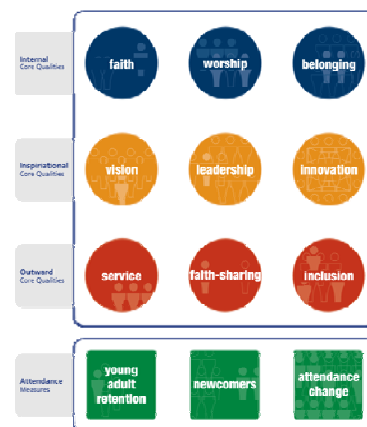 Internal
Core Qualities
faith
worship
belonging
Inspirational
Core Qualities
vision
leadership
innovation
Outward
Core Qualities
service
faith-sharing
inclusion
Attendance
Measures
young
adult
retention
newcomers
attendance
change